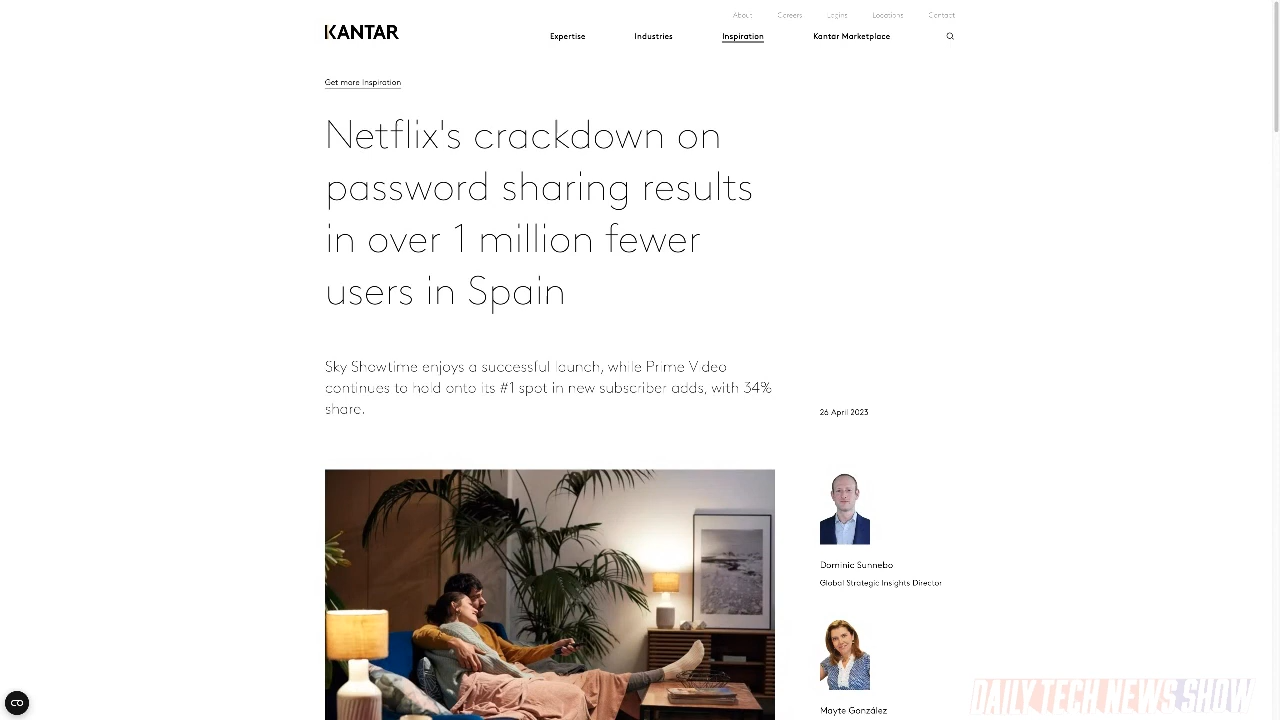 About Careers Logins Locations Contact
KANTAR
Expertise Industries Inspiration Kantar Marketplace
Get more Inspiration
Netflix's crackdown on
password sharing results
in over 1 million fewer
users in Spain
Sky Showtime enjoys a successful launch, while Prime Video
continues to hold onto its #1 spot in new subscriber adds, with 34%
share.
26 April 2023
Dominic Sunnebo
Global Strategic Insights Director
Mayte González
DAILY TECH NEWS SHOW